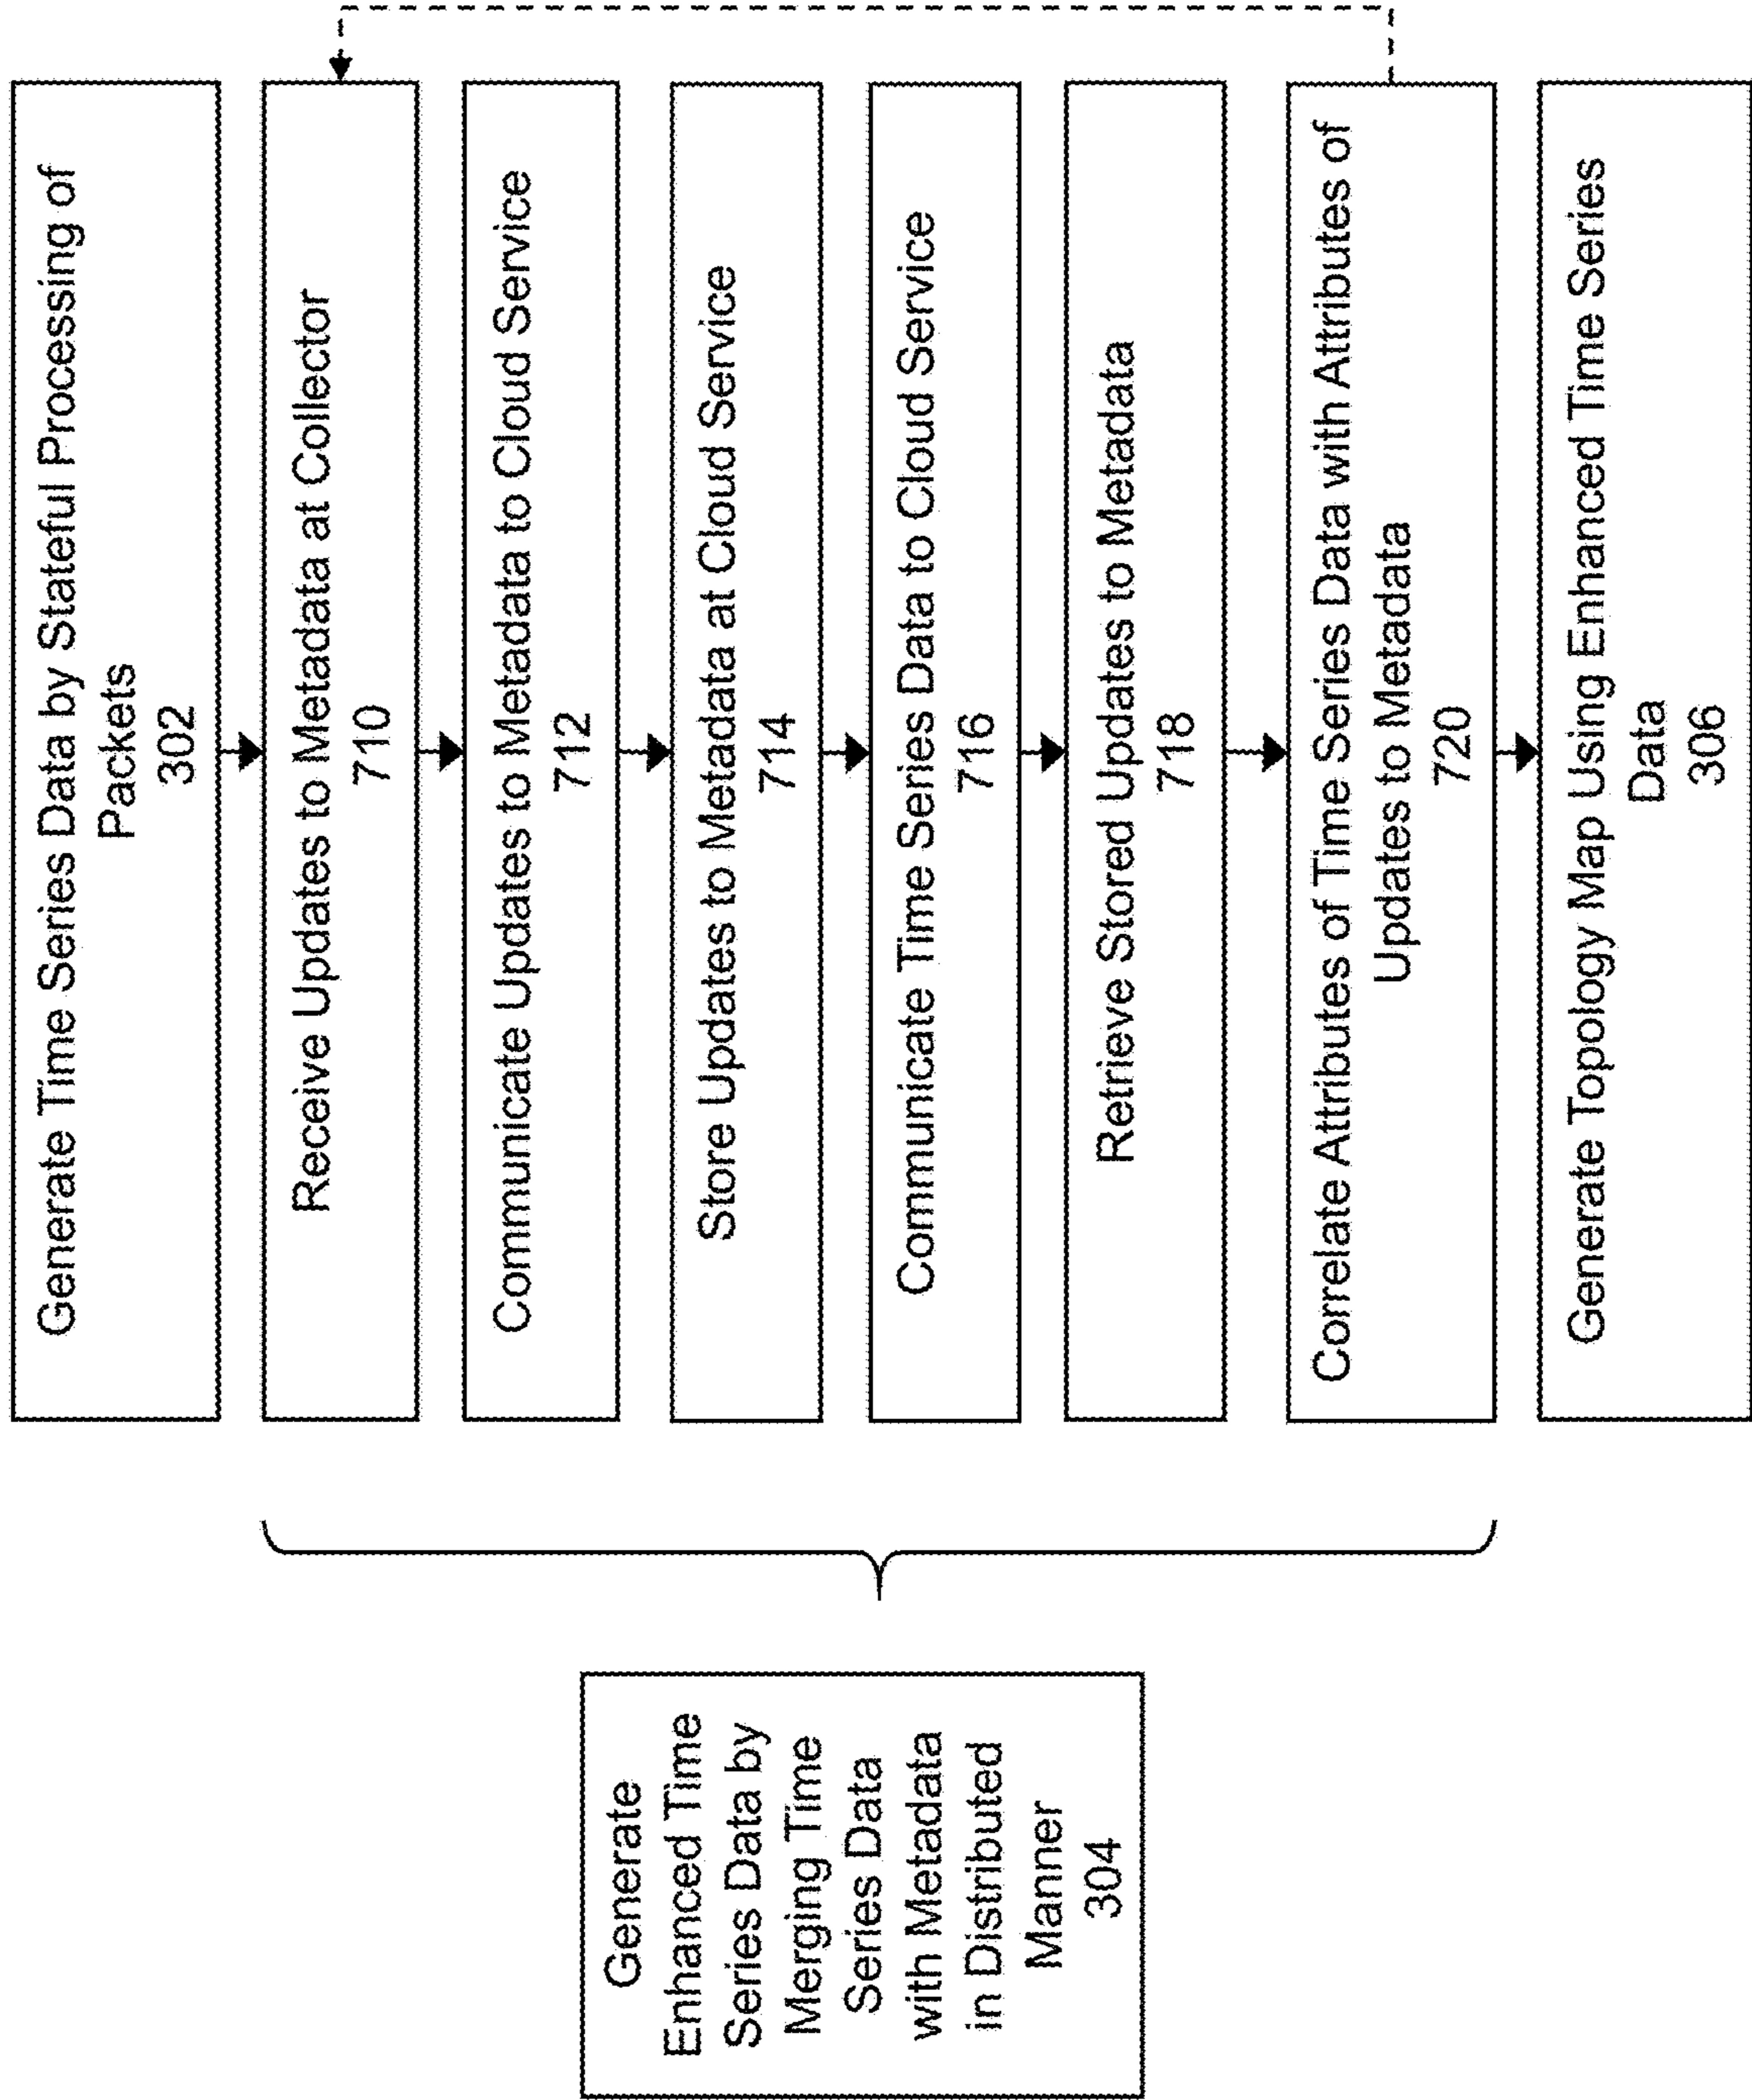 Generate Time Series Data by Stateful Processing of
Packets
302
Receive Updates to Metadata at Collector
710
Communicate Updates to Metadata to Cloud Service
712
Store Updates to Metadata at Cloud Service
714
Communicate Time Series Data to Cloud Service
716
Retrieve Stored Updates to Metadata
718
Correlate Attributes of Time Series Data with Attributes of
Updates to Metadata
720
Generate Topology Map Using Enhanced Time Series
Data
306
Generate
Enhanced Time
Series Data by
Merging Time
Series Data
with Metadata
in Distributed
Manner
304